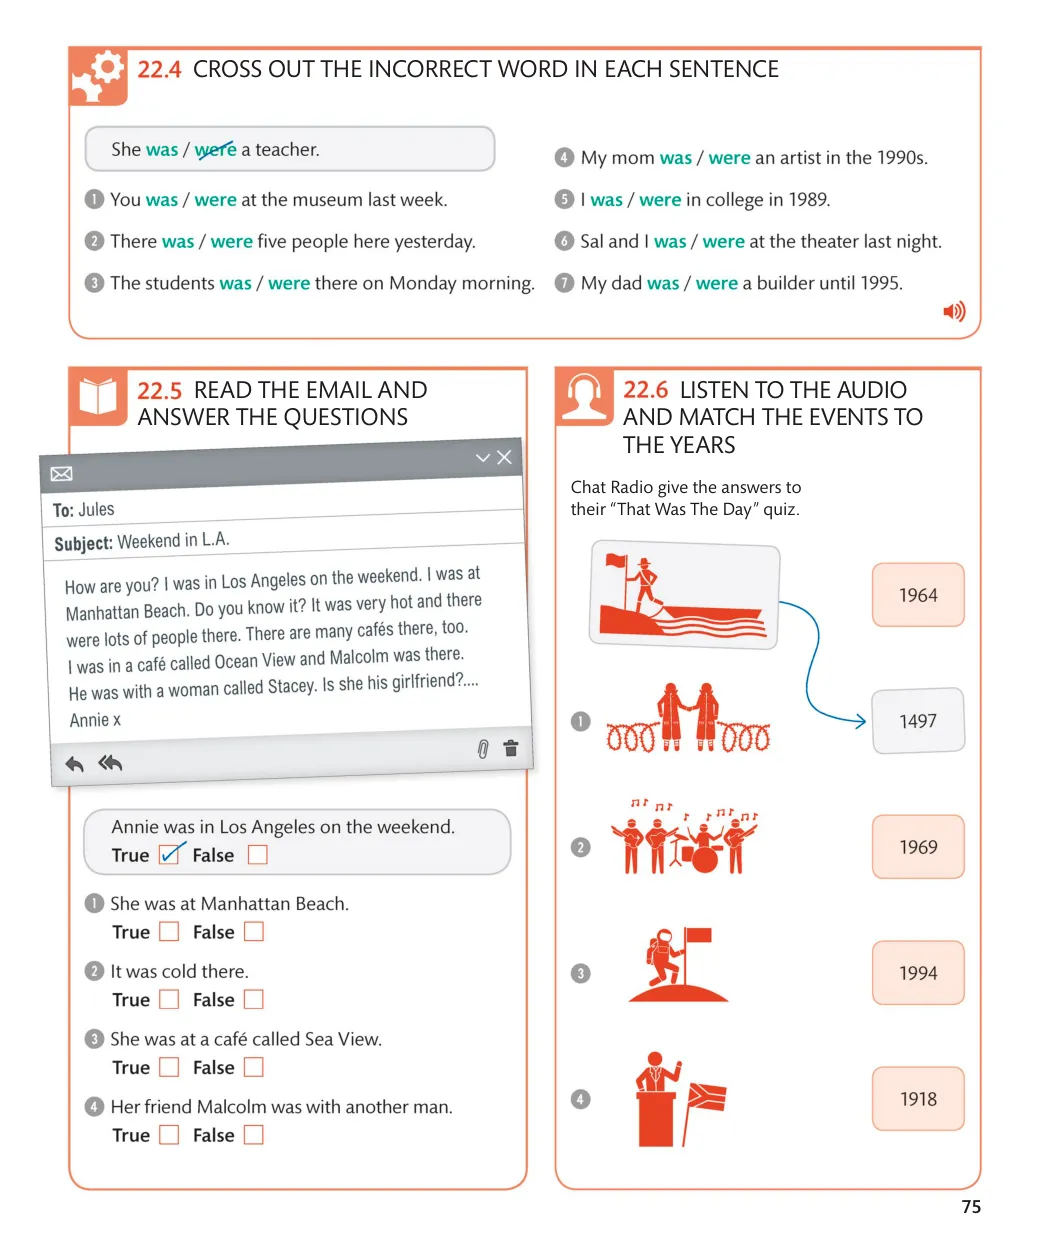 22.4 CROSS OUT THE INCORRECT WORD IN EACH SENTENCE
She was / were a teacher.
1 You was / were at the museum last week.
2 There was / were five people here yesterday.
3 The students was / were there on Monday morning.
4 My mom was / were an artist in the 1990s.
5 I was / were in college in 1989.
6 Sal and I was / were at the theater last night.
7 My dad was / were a builder until 1995.
22.5 READ THE EMAIL AND
ANSWER THE QUESTIONS
To: Jules
Subject: Weekend in L.A.
How are you? I was in Los Angeles on the weekend. I was at
Manhattan Beach. Do you know it? It was very hot and there
were lots of people there. There are many cafés there, too.
I was in a café called Ocean View and Malcolm was there.
He was with a woman called Stacey. Is she his girlfriend?....
Annie x
Annie was in Los Angeles on the weekend.
True False
1 She was at Manhattan Beach.
True False
2 It was cold there.
True False
3 She was at a café called Sea View.
True False
4 Her friend Malcolm was with another man.
True False
22.6 LISTEN TO THE AUDIO
AND MATCH THE EVENTS TO
THE YEARS
Chat Radio give the answers to
their “That Was The Day” quiz.
1964
1 1497
2 1969
3 1994
4 1918
75